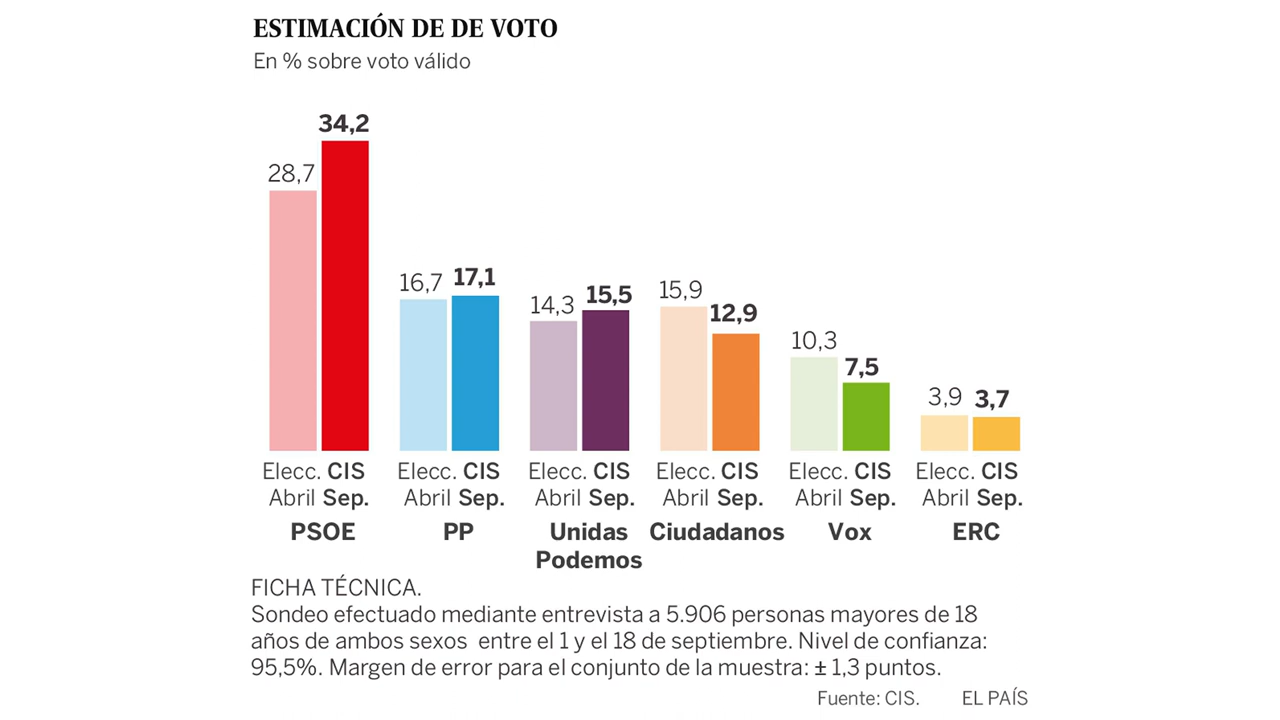 ESTIMACIÓN DE DE VOTO
En % sobre voto válido
28,7 34,2
16,7 17,1
14,3 15,5
15,9 12,9
10,3 7,5
3,9 3,7
Elecc. CIS Elecc. CIS Elecc. CIS Elecc. CIS Elecc. CIS Elecc. CIS
Abril Sep. Abril Sep. Abril Sep. Abril Sep. Abril Sep. Abril Sep.
PSOE PP Unidas Ciudadanos Vox ERC
Podemos
FICHA TÉCNICA.
Sondeo efectuado mediante entrevista a 5.906 personas mayores de 18
años de ambos sexos entre el 1 y el 18 de septiembre. Nivel de confianza:
95,5%. Margen de error para el conjunto de la muestra: ± 1,3 puntos.
Fuente: CIS. EL PAÍS